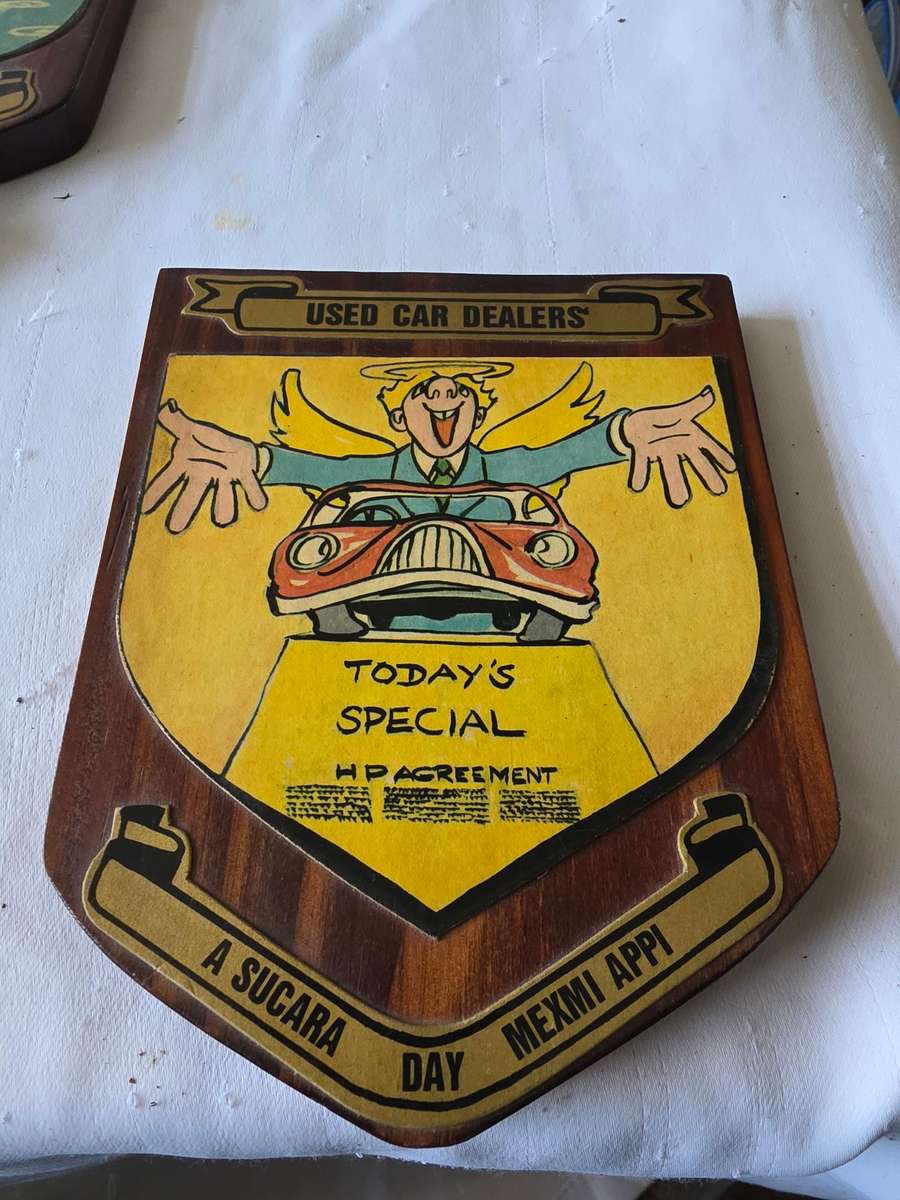 USED CAR DEALERS'
TODAY'S
SPECIAL
H P AGREEMENT
A SUCARA DAY MEXMI APPI